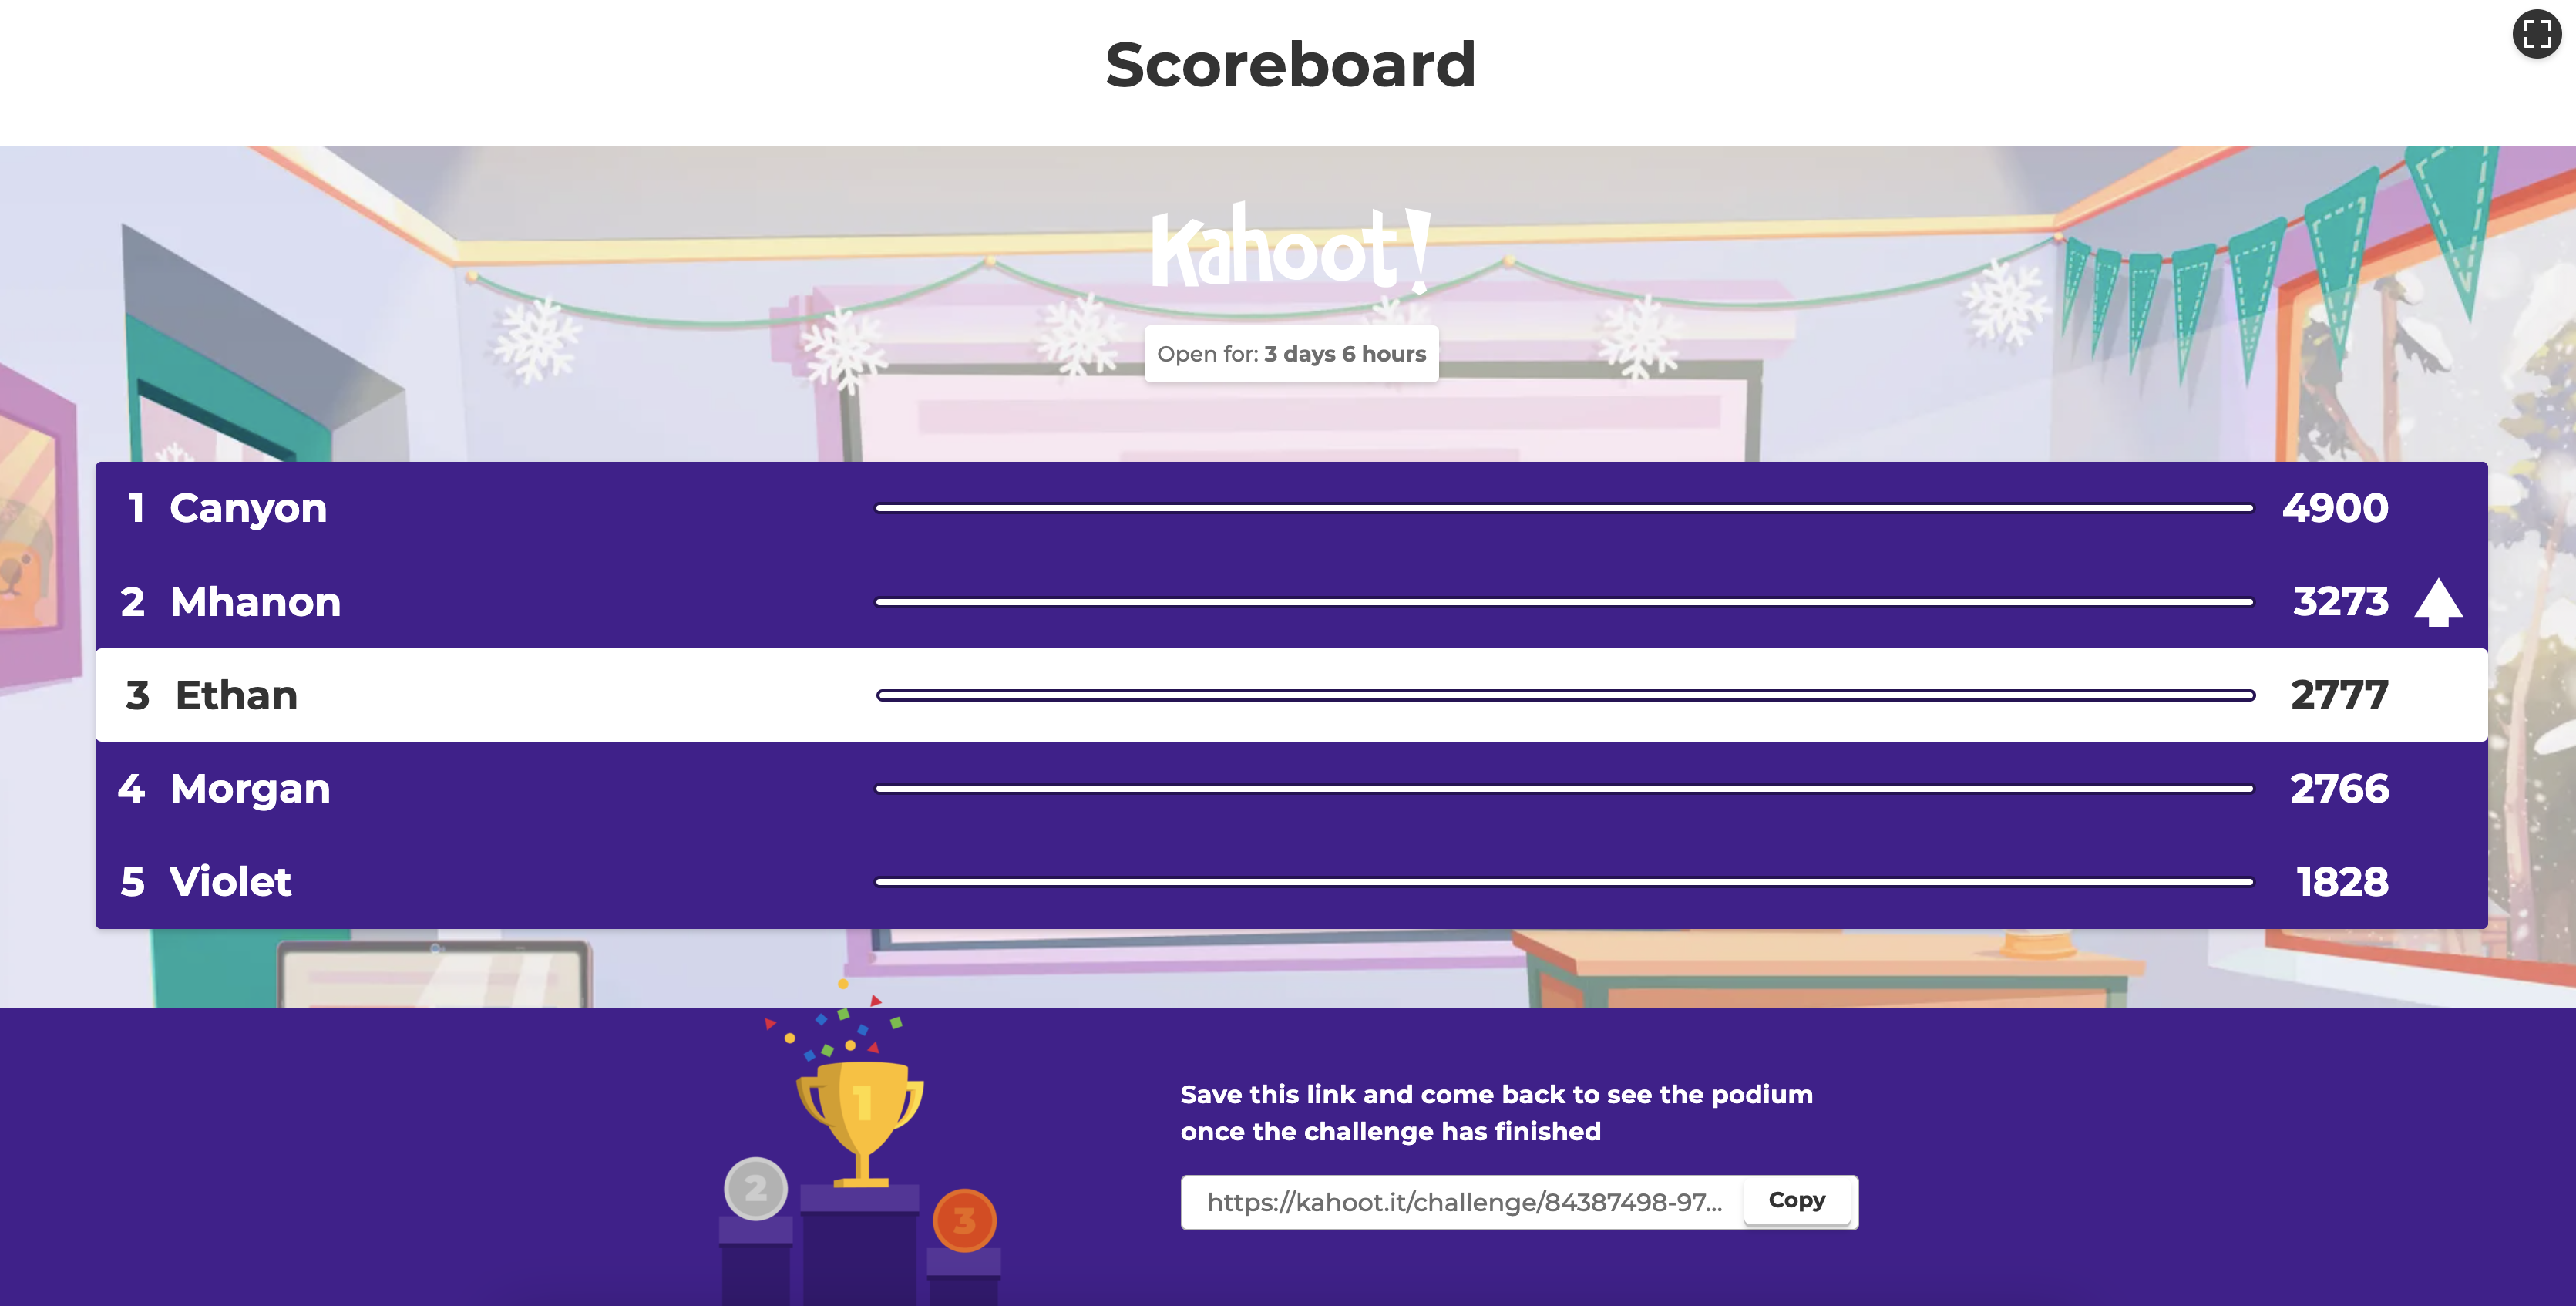 Scoreboard
Kahoot!
Open for: 3 days 6 hours
1 Canyon 4900
2 Mhanon 3273
3 Ethan 2777
4 Morgan 2766
5 Violet 1828
1
2
3
Save this link and come back to see the podium
once the challenge has finished
https://kahoot.it/challenge/84387498-97... Copy